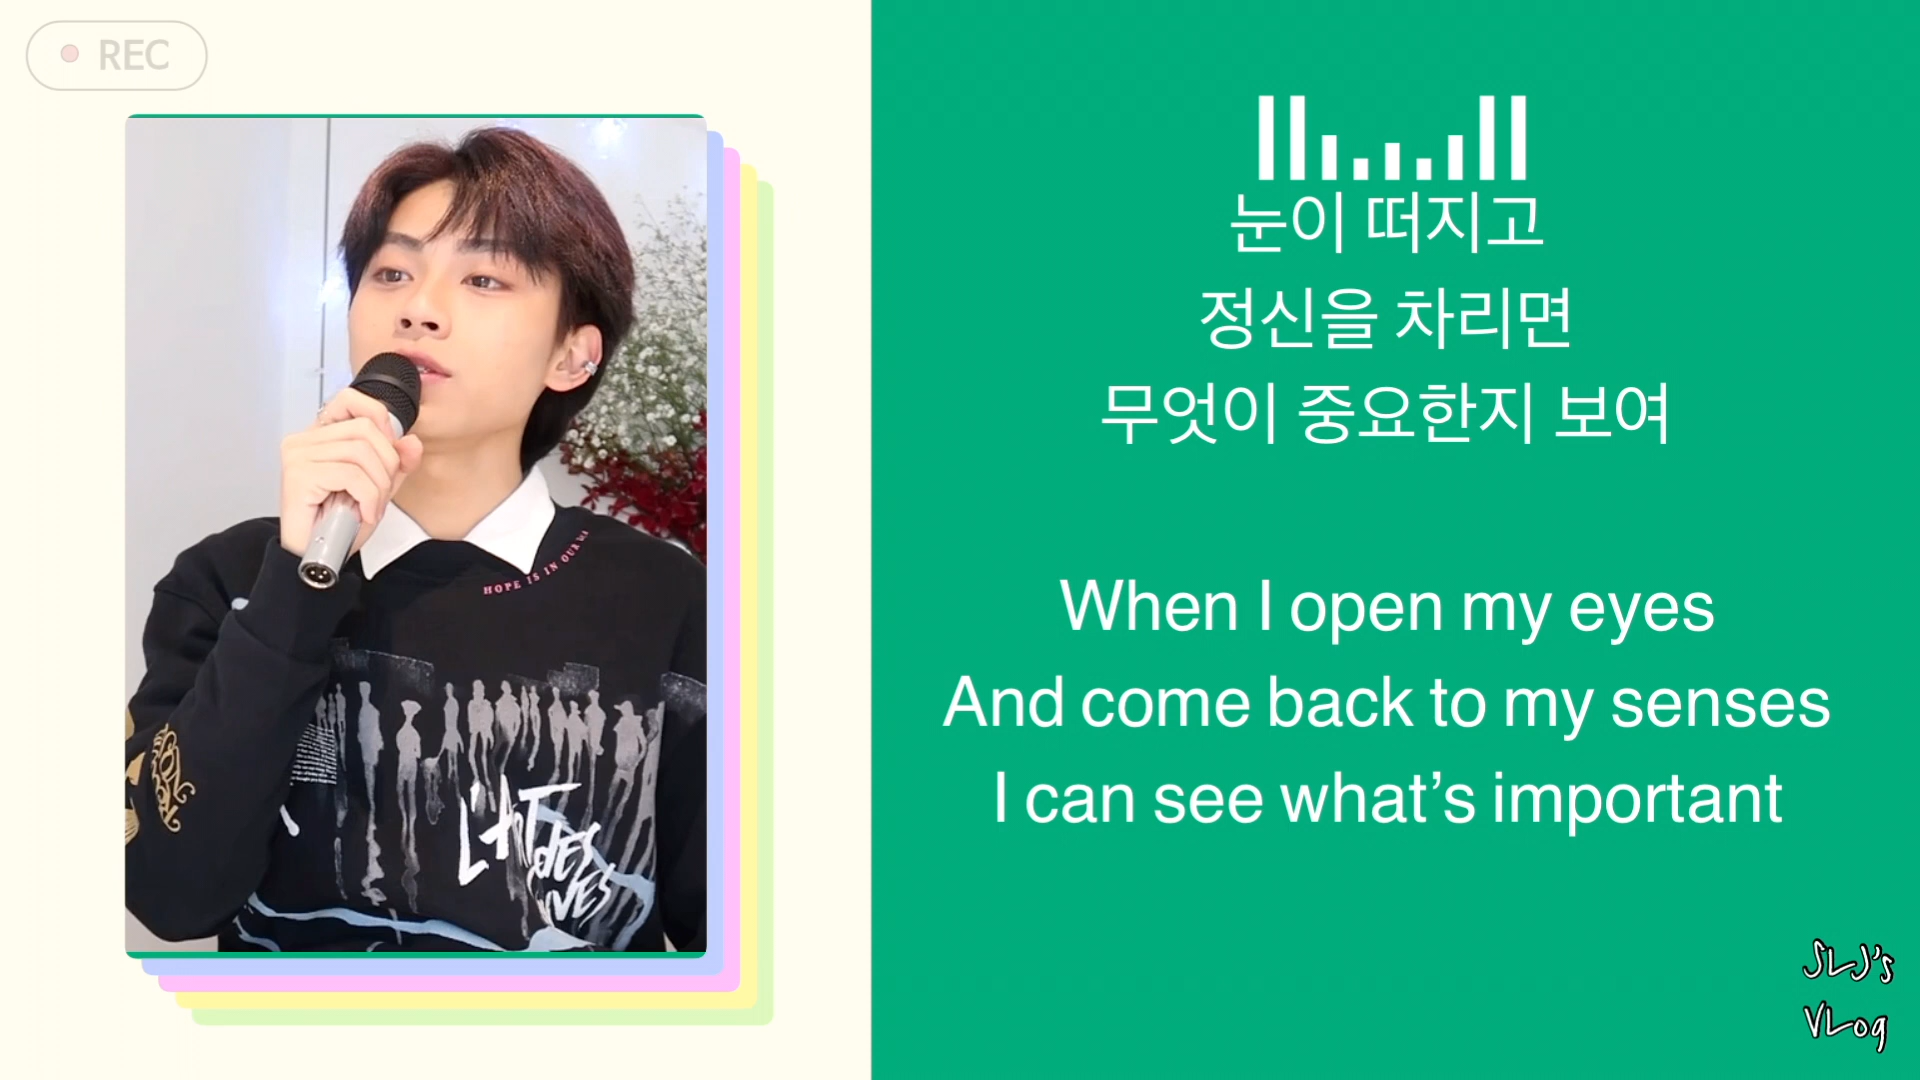 REC
눈이 떠지고
정신을 차리면
무엇이 중요한지 보여
When I open my eyes
And come back to my senses
I can see what’s important
HOPE IS IN OUR
L'ART
DES
SLJ's
VLog